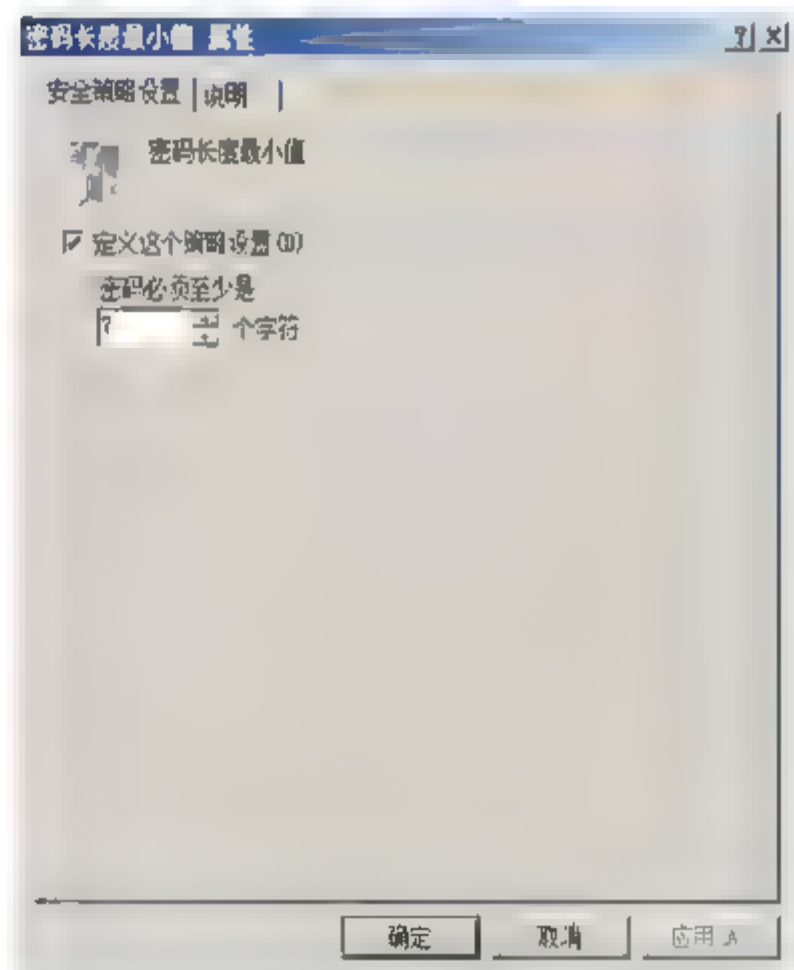 密码长度最小值 属性
安全策略设置 说明
密码长度最小值
定义这个策略设置(D)
密码必须至少是
7 个字符
确定 取消 应用 A